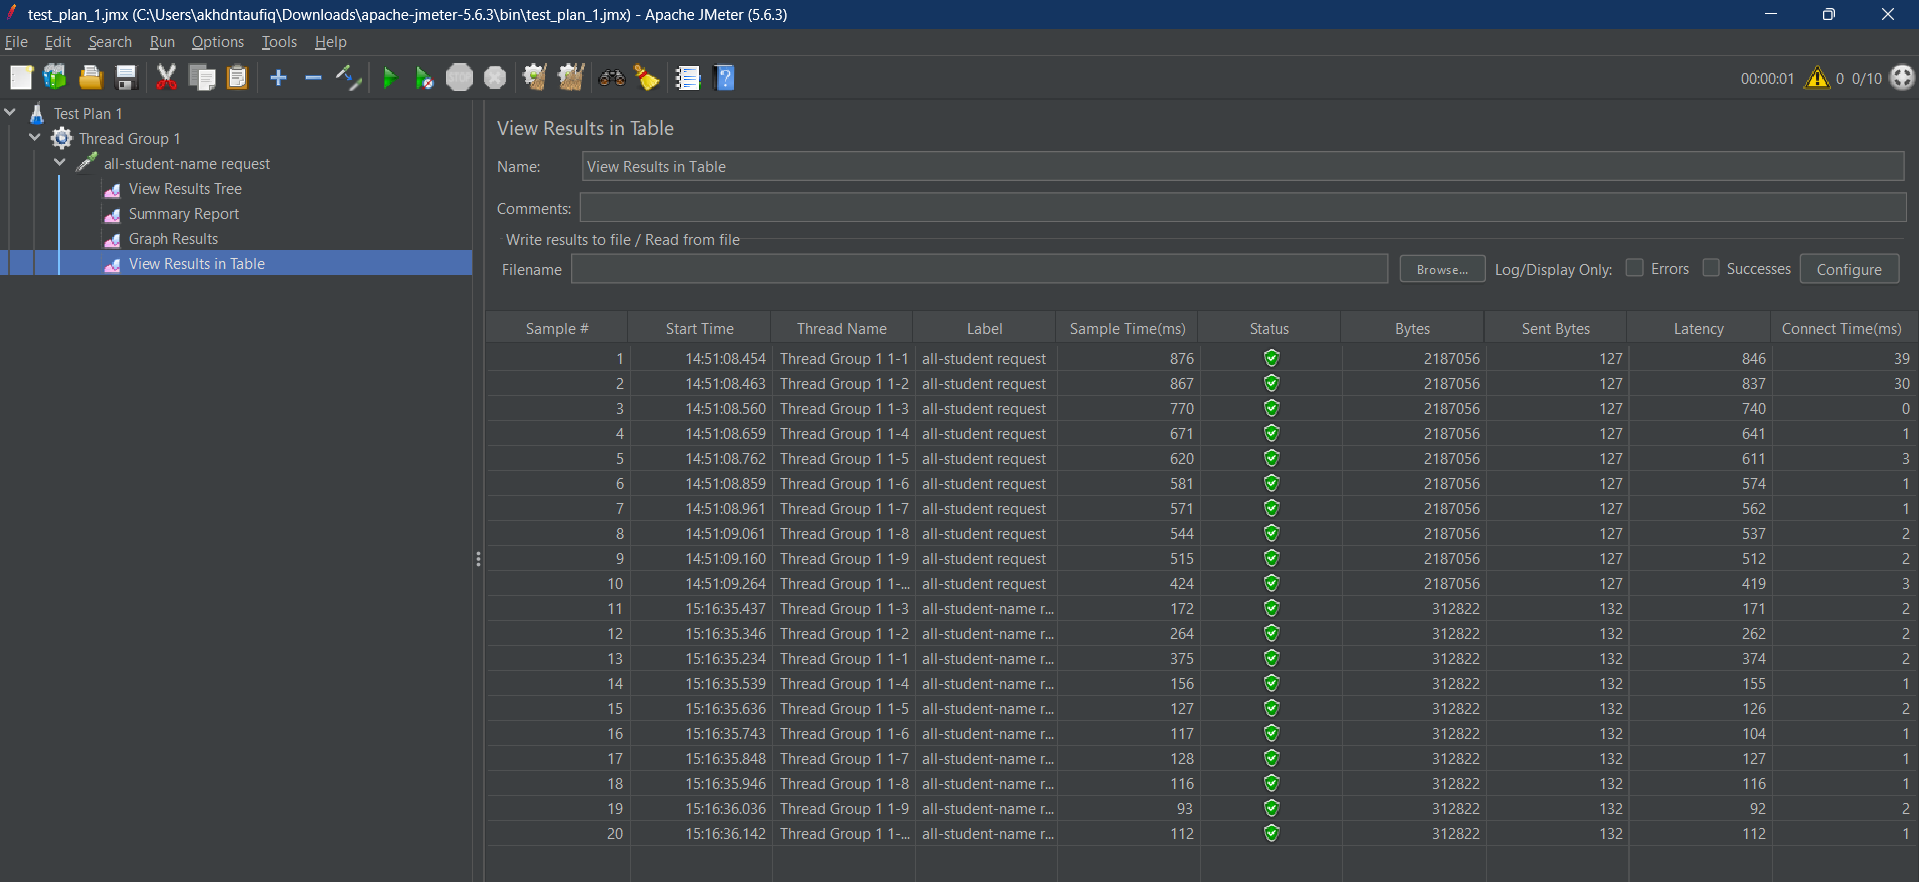 test_plan_1.jmx (C:\Users\akhdntaufiq\Downloads\apache-jmeter-5.6.3\bin\test_plan_1.jmx) - Apache JMeter (5.6.3)
File Edit Search Run Options Tools Help
STOP 00:00:01 0 0/10
Test Plan 1
Thread Group 1
all-student-name request
View Results Tree
Summary Report
Graph Results
View Results in Table
View Results in Table
Name: View Results in Table
Comments:
Write results to file / Read from file
Filename Browse... Log/Display Only: Errors Successes Configure
Sample # Start Time Thread Name Label Sample Time(ms) Status Bytes Sent Bytes Latency Connect Time(ms)
1 14:51:08.454 Thread Group 1 1-1 all-student request 876 2187056 127 846 39
2 14:51:08.463 Thread Group 1 1-2 all-student request 867 2187056 127 837 30
3 14:51:08.560 Thread Group 1 1-3 all-student request 770 2187056 127 740 0
4 14:51:08.659 Thread Group 1 1-4 all-student request 671 2187056 127 641 1
5 14:51:08.762 Thread Group 1 1-5 all-student request 620 2187056 127 611 3
6 14:51:08.859 Thread Group 1 1-6 all-student request 581 2187056 127 574 1
7 14:51:08.961 Thread Group 1 1-7 all-student request 571 2187056 127 562 1
8 14:51:09.061 Thread Group 1 1-8 all-student request 544 2187056 127 537 2
9 14:51:09.160 Thread Group 1 1-9 all-student request 515 2187056 127 512 2
10 14:51:09.264 Thread Group 1 1-... all-student request 424 2187056 127 419 3
11 15:16:35.437 Thread Group 1 1-3 all-student-name r... 172 312822 132 171 2
12 15:16:35.346 Thread Group 1 1-2 all-student-name r... 264 312822 132 262 2
13 15:16:35.234 Thread Group 1 1-1 all-student-name r... 375 312822 132 374 2
14 15:16:35.539 Thread Group 1 1-4 all-student-name r... 156 312822 132 155 1
15 15:16:35.636 Thread Group 1 1-5 all-student-name r... 127 312822 132 126 2
16 15:16:35.743 Thread Group 1 1-6 all-student-name r... 117 312822 132 104 1
17 15:16:35.848 Thread Group 1 1-7 all-student-name r... 128 312822 132 127 1
18 15:16:35.946 Thread Group 1 1-8 all-student-name r... 116 312822 132 116 1
19 15:16:36.036 Thread Group 1 1-9 all-student-name r... 93 312822 132 92 2
20 15:16:36.142 Thread Group 1 1-... all-student-name r... 112 312822 132 112 1